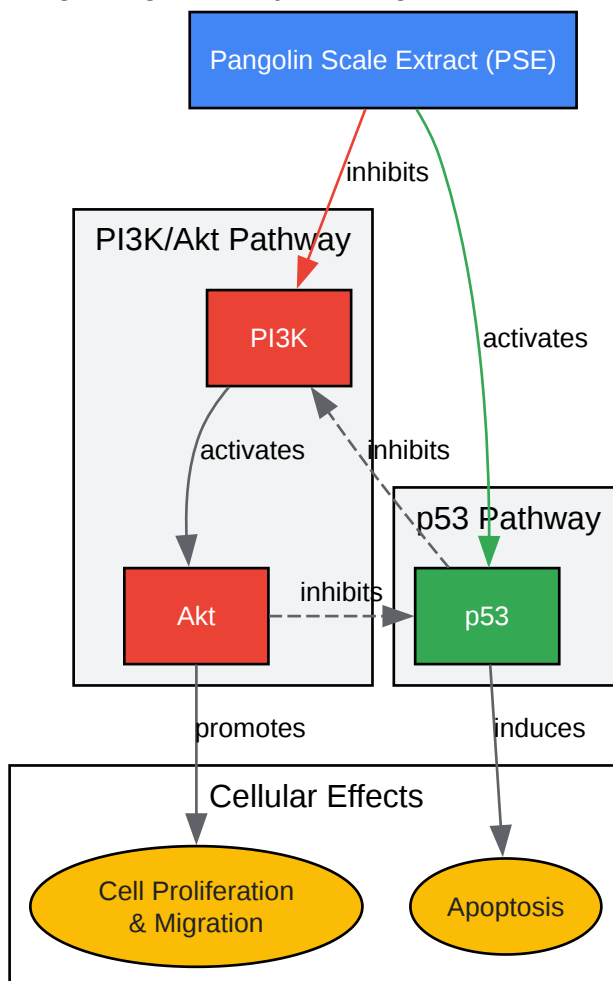 Pangolin Scale Extract (PSE)
inhibits
PI3K/Akt Pathway
PI3K
activates
activates
inhibits
p53 Pathway
Akt
inhibits
p53
promotes
induces
Cellular Effects
Cell Proliferation
& Migration
Apoptosis